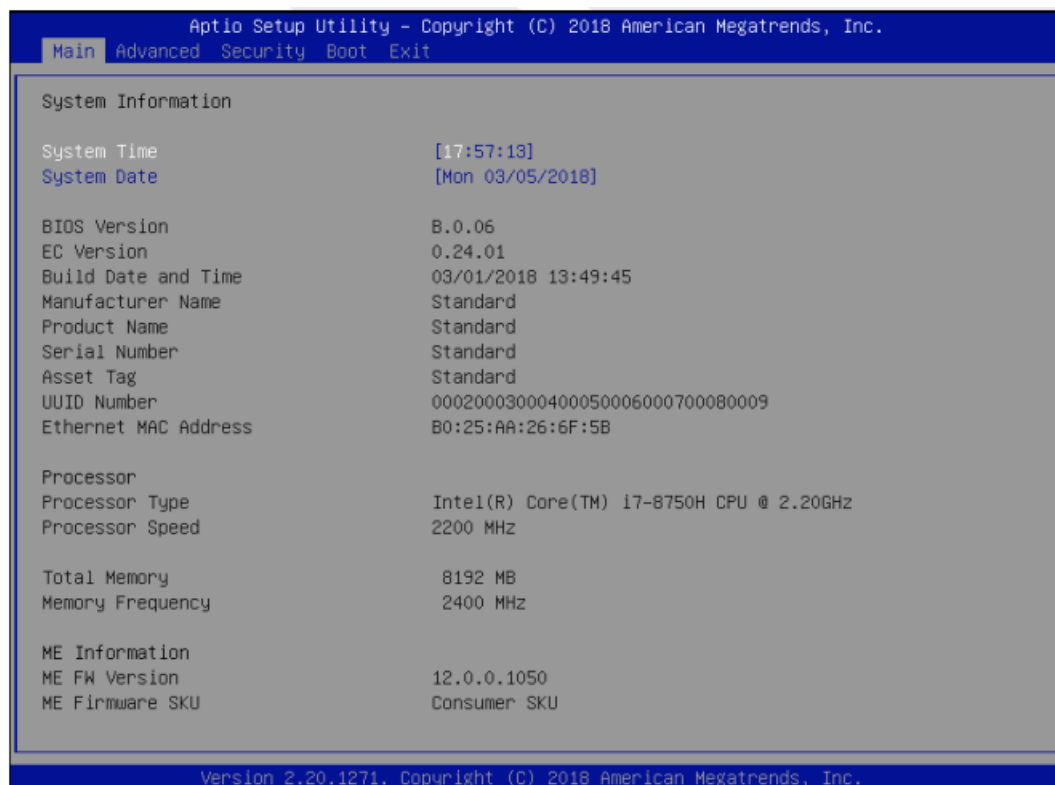 Aptio Setup Utility – Copyright (C) 2018 American Megatrends, Inc.
Main Advanced Security Boot Exit
System Information
System Time [17:57:13]
System Date [Mon 03/05/2018]
BIOS Version B.0.06
EC Version 0.24.01
Build Date and Time 03/01/2018 13:49:45
Manufacturer Name Standard
Product Name Standard
Serial Number Standard
Asset Tag Standard
UUID Number 00020003000400050006000700080009
Ethernet MAC Address B0:25:AA:26:6F:5B
Processor
Processor Type Intel(R) Core(TM) i7-8750H CPU @ 2.20GHz
Processor Speed 2200 MHz
Total Memory 8192 MB
Memory Frequency 2400 MHz
ME Information
ME FW Version 12.0.0.1050
ME Firmware SKU Consumer SKU
Version 2.20.1271. Copyright (C) 2018 American Megatrends, Inc.